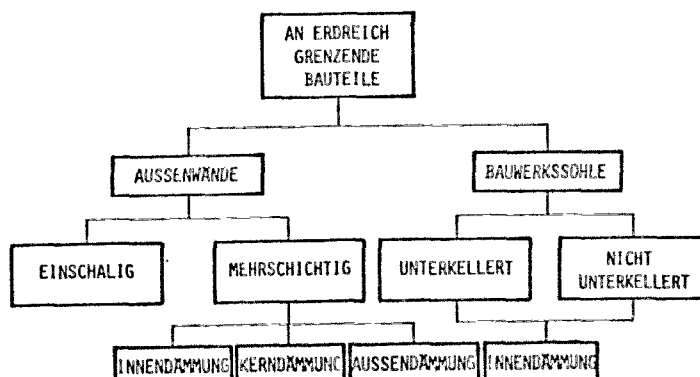 AN ERDREICH
GRENZENDE
BAUTEILE
AUSSENWÄNDE
BAUWERKSSOHLE
EINSCHALIG
MEHRSCHICHTIG
UNTERKELLERT
NICHT
UNTERKELLERT
INNENDÄMMUNG
KERNDÄMMUNG
AUSSENDÄMMUNG
INNENDÄMMUNG